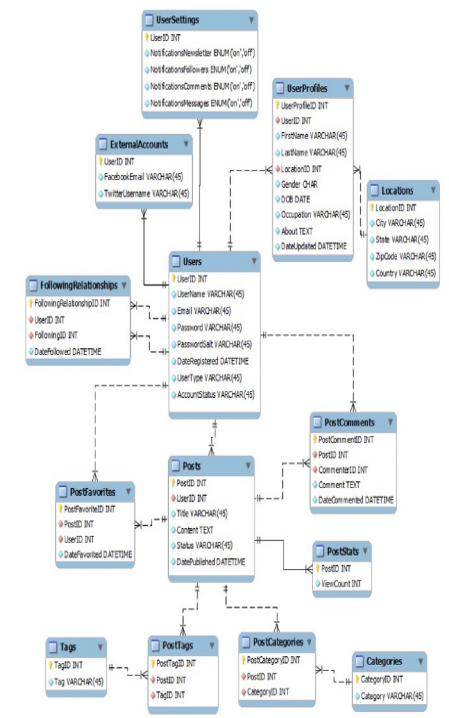 UserSettings
UserID INT
NotificationsNewsletter ENUM('on','off')
NotificationsFollowers ENUM('on','off')
NotificationsComments ENUM('on','off')
NotificationsMessages ENUM('on','off')
UserProfiles
UserProfileID INT
UserID INT
FirstName VARCHAR(45)
LastName VARCHAR(45)
LocationID INT
Gender CHAR
DOB DATE
Occupation VARCHAR(45)
About TEXT
DateUpdated DATETIME
ExternalAccounts
UserID INT
FacebookEmail VARCHAR(45)
TwitterUsername VARCHAR(45)
Locations
LocationID INT
City VARCHAR(45)
State VARCHAR(45)
ZipCode VARCHAR(45)
Country VARCHAR(45)
Users
UserID INT
UserName VARCHAR(45)
Email VARCHAR(45)
Password VARCHAR(45)
PasswordSalt VARCHAR(45)
DateRegistered DATETIME
UserType VARCHAR(45)
AccountStatus VARCHAR(45)
FollowingRelationships
FollowingRelationshipID INT
UserID INT
FollowingID INT
DateFollowed DATETIME
PostComments
PostCommentID INT
PostID INT
CommenterID INT
Comment TEXT
DateCommented DATETIME
Posts
PostID INT
UserID INT
Title VARCHAR(45)
Content TEXT
Status VARCHAR(45)
DatePublished DATETIME
PostFavorites
PostFavoriteID INT
PostID INT
UserID INT
DateFavorited DATETIME
PostStats
PostID INT
ViewCount INT
Tags
TagID INT
Tag VARCHAR(45)
PostTags
PostTagID INT
PostID INT
TagID INT
PostCategories
PostCategoryID INT
PostID INT
CategoryID INT
Categories
CategoryID INT
Category VARCHAR(45)